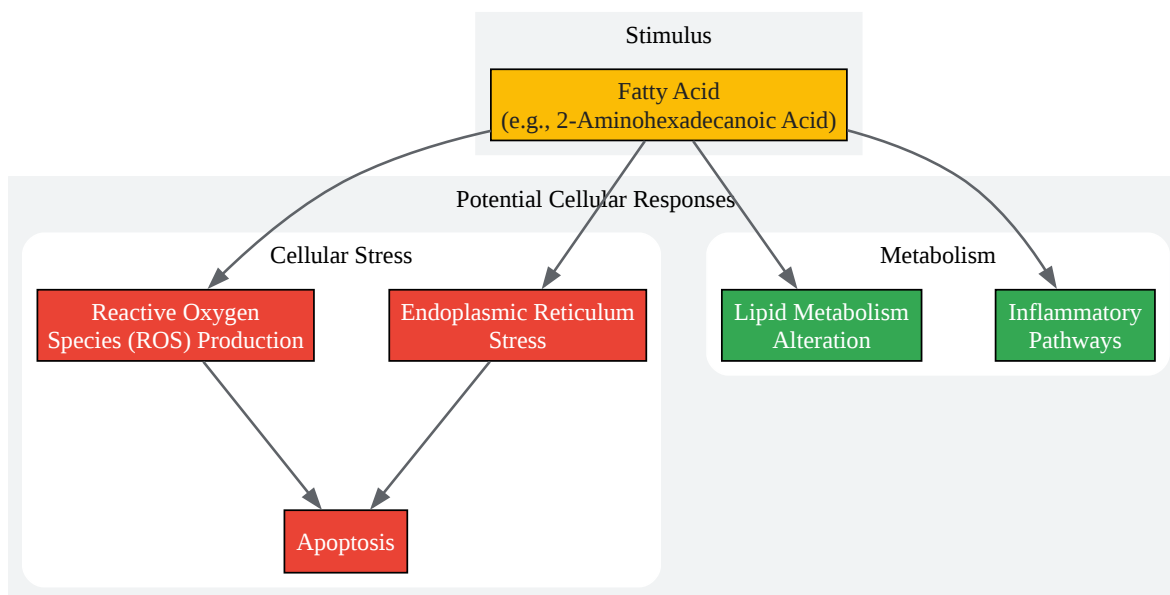 Stimulus
Fatty Acid
(e.g., 2-Aminohexadecanoic Acid)
Potential Cellular Responses
Cellular Stress
Metabolism
Reactive Oxygen
Species (ROS) Production
Endoplasmic Reticulum
Stress
Lipid Metabolism
Alteration
Inflammatory
Pathways
Apoptosis